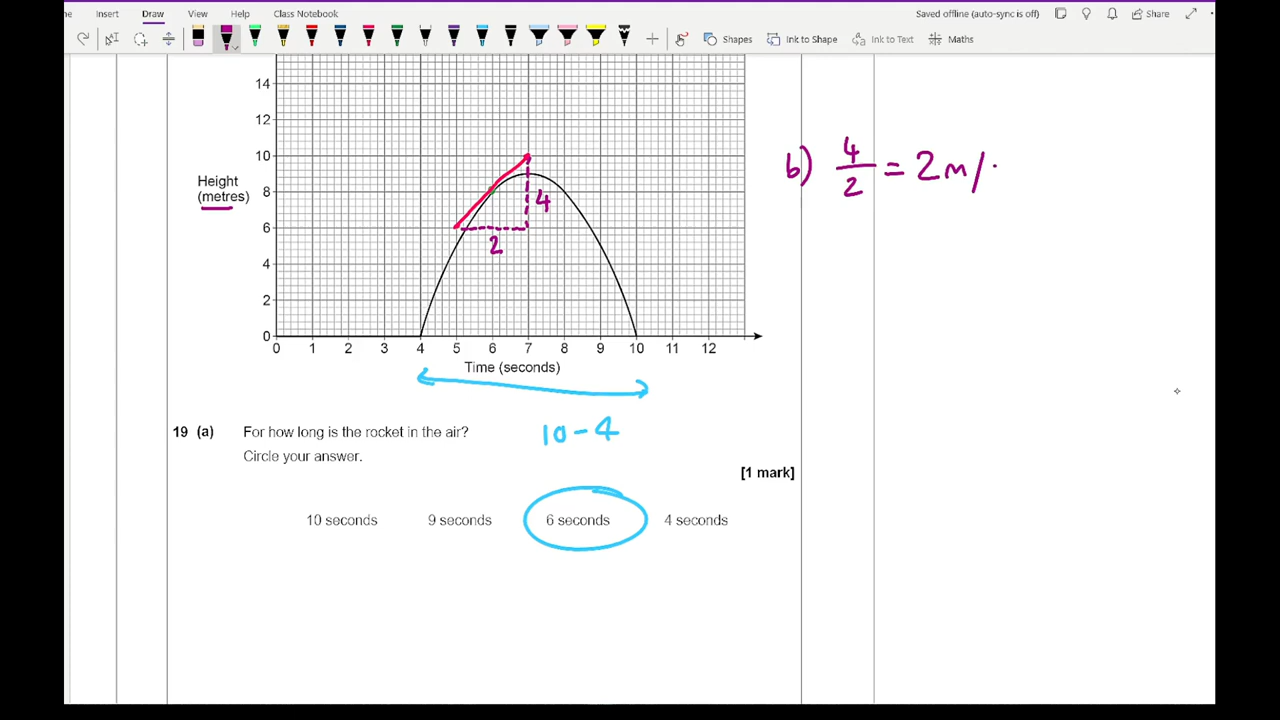 me Insert Draw View Help Class Notebook Saved offline (auto-sync is off) Share
Shapes Ink to Shape Ink to Text Maths
14
12
10
Height
(metres)
8
6
4
2
0
4
2
0 1 2 3 4 5 6 7 8 9 10 11 12
Time (seconds)
b) 4/2 = 2m/
10-4
19 (a) For how long is the rocket in the air?
Circle your answer.
[1 mark]
10 seconds 9 seconds 6 seconds 4 seconds